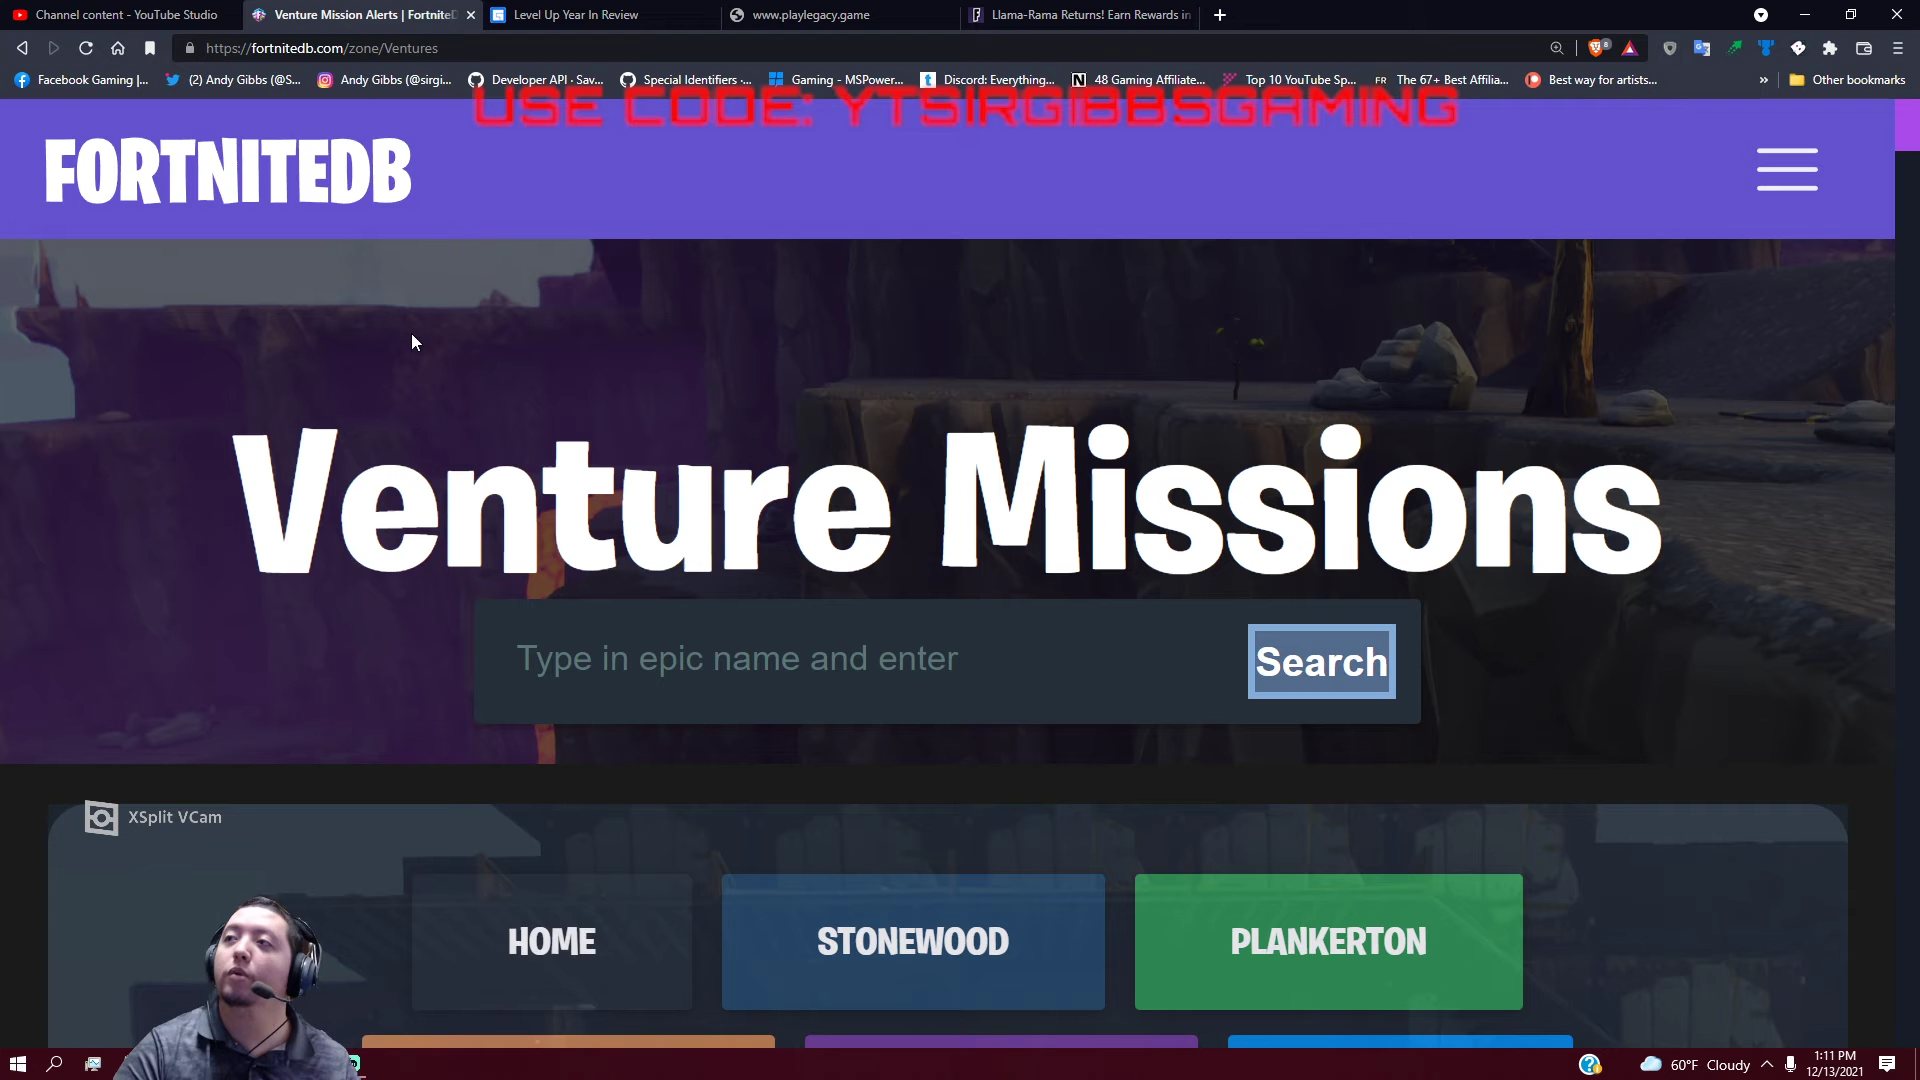 Channel content - YouTube Studio
Venture Mission Alerts | Fortnite
Level Up Year In Review
www.playlegacy.game
Llama-Rama Returns! Earn Rewards in
https://fortnitedb.com/zone/Ventures
8
Facebook Gaming |...
(2) Andy Gibbs (@S...
Andy Gibbs (@sirgi...
Developer API · Sav...
Special Identifiers ·...
Gaming - MSPower...
Discord: Everything...
48 Gaming Affiliate...
Top 10 YouTube Sp...
FR The 67+ Best Affilia...
Best way for artists...
» Other bookmarks
USE CODE: YTSIRGIBBSGAMING
FORTNITEDB
Venture Missions
Type in epic name and enter
Search
XSplit VCam
HOME
STONEWOOD
PLANKERTON
60°F Cloudy
1:11 PM
12/13/2021